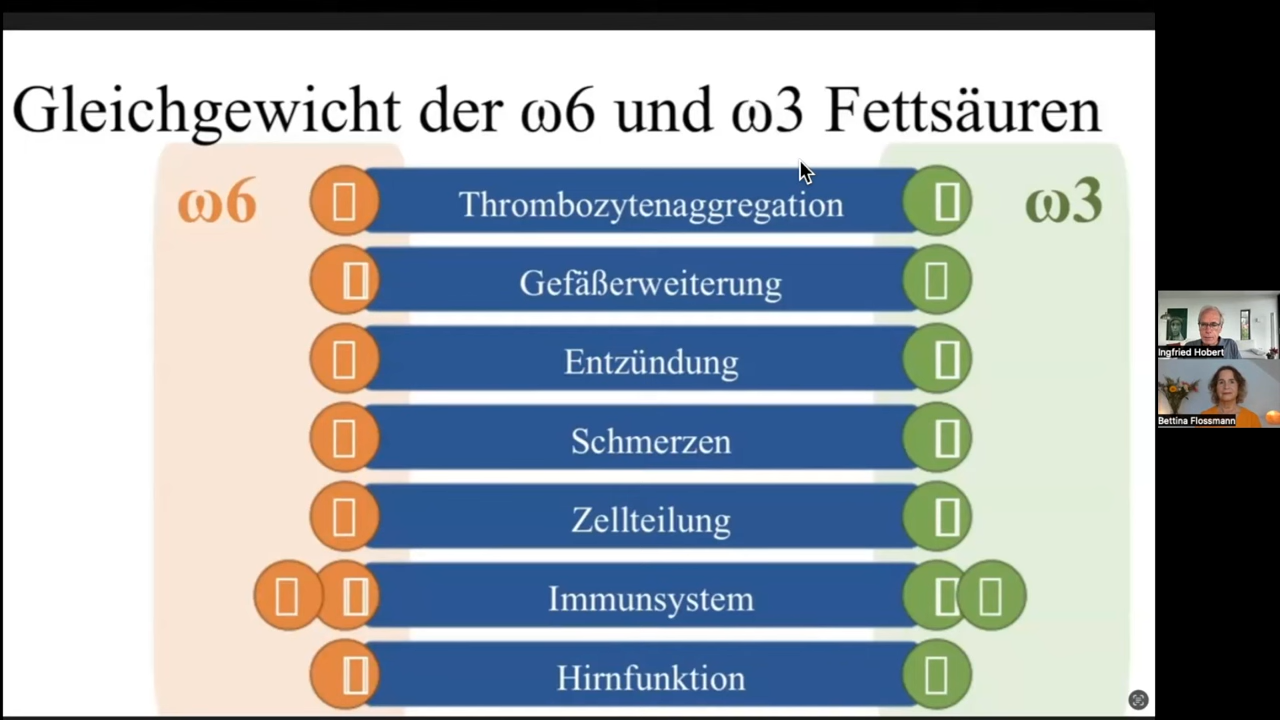 Gleichgewicht der ω6 und ω3 Fettsäuren
ω6
ω3
Thrombozytenaggregation
Gefäßerweiterung
Entzündung
Schmerzen
Zellteilung
Immunsystem
Hirnfunktion
Ingfried Hobert
Bettina Flossmann